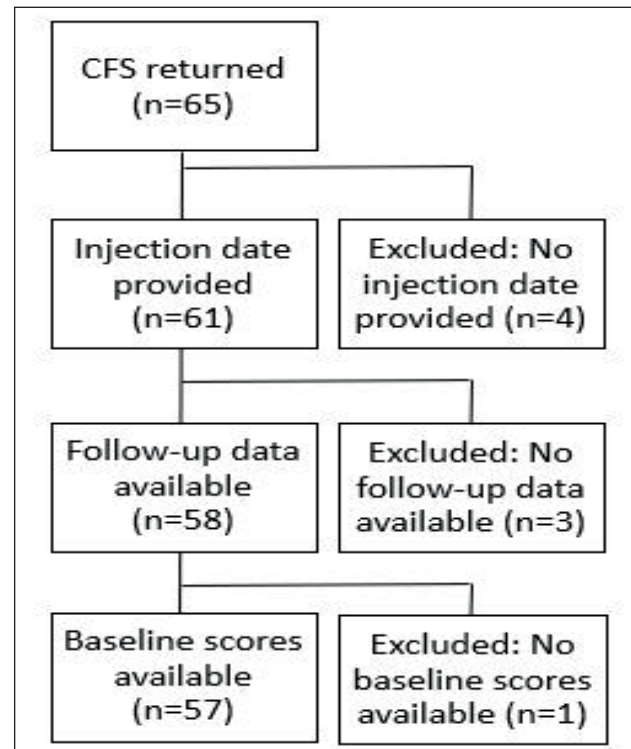 CFS returned
(n=65)
Injection date
provided
(n=61)
Excluded: No
injection date
provided (n=4)
Follow-up data
available
(n=58)
Excluded: No
follow-up data
available (n=3)
Baseline scores
available
(n=57)
Excluded: No
baseline scores
available (n=1)